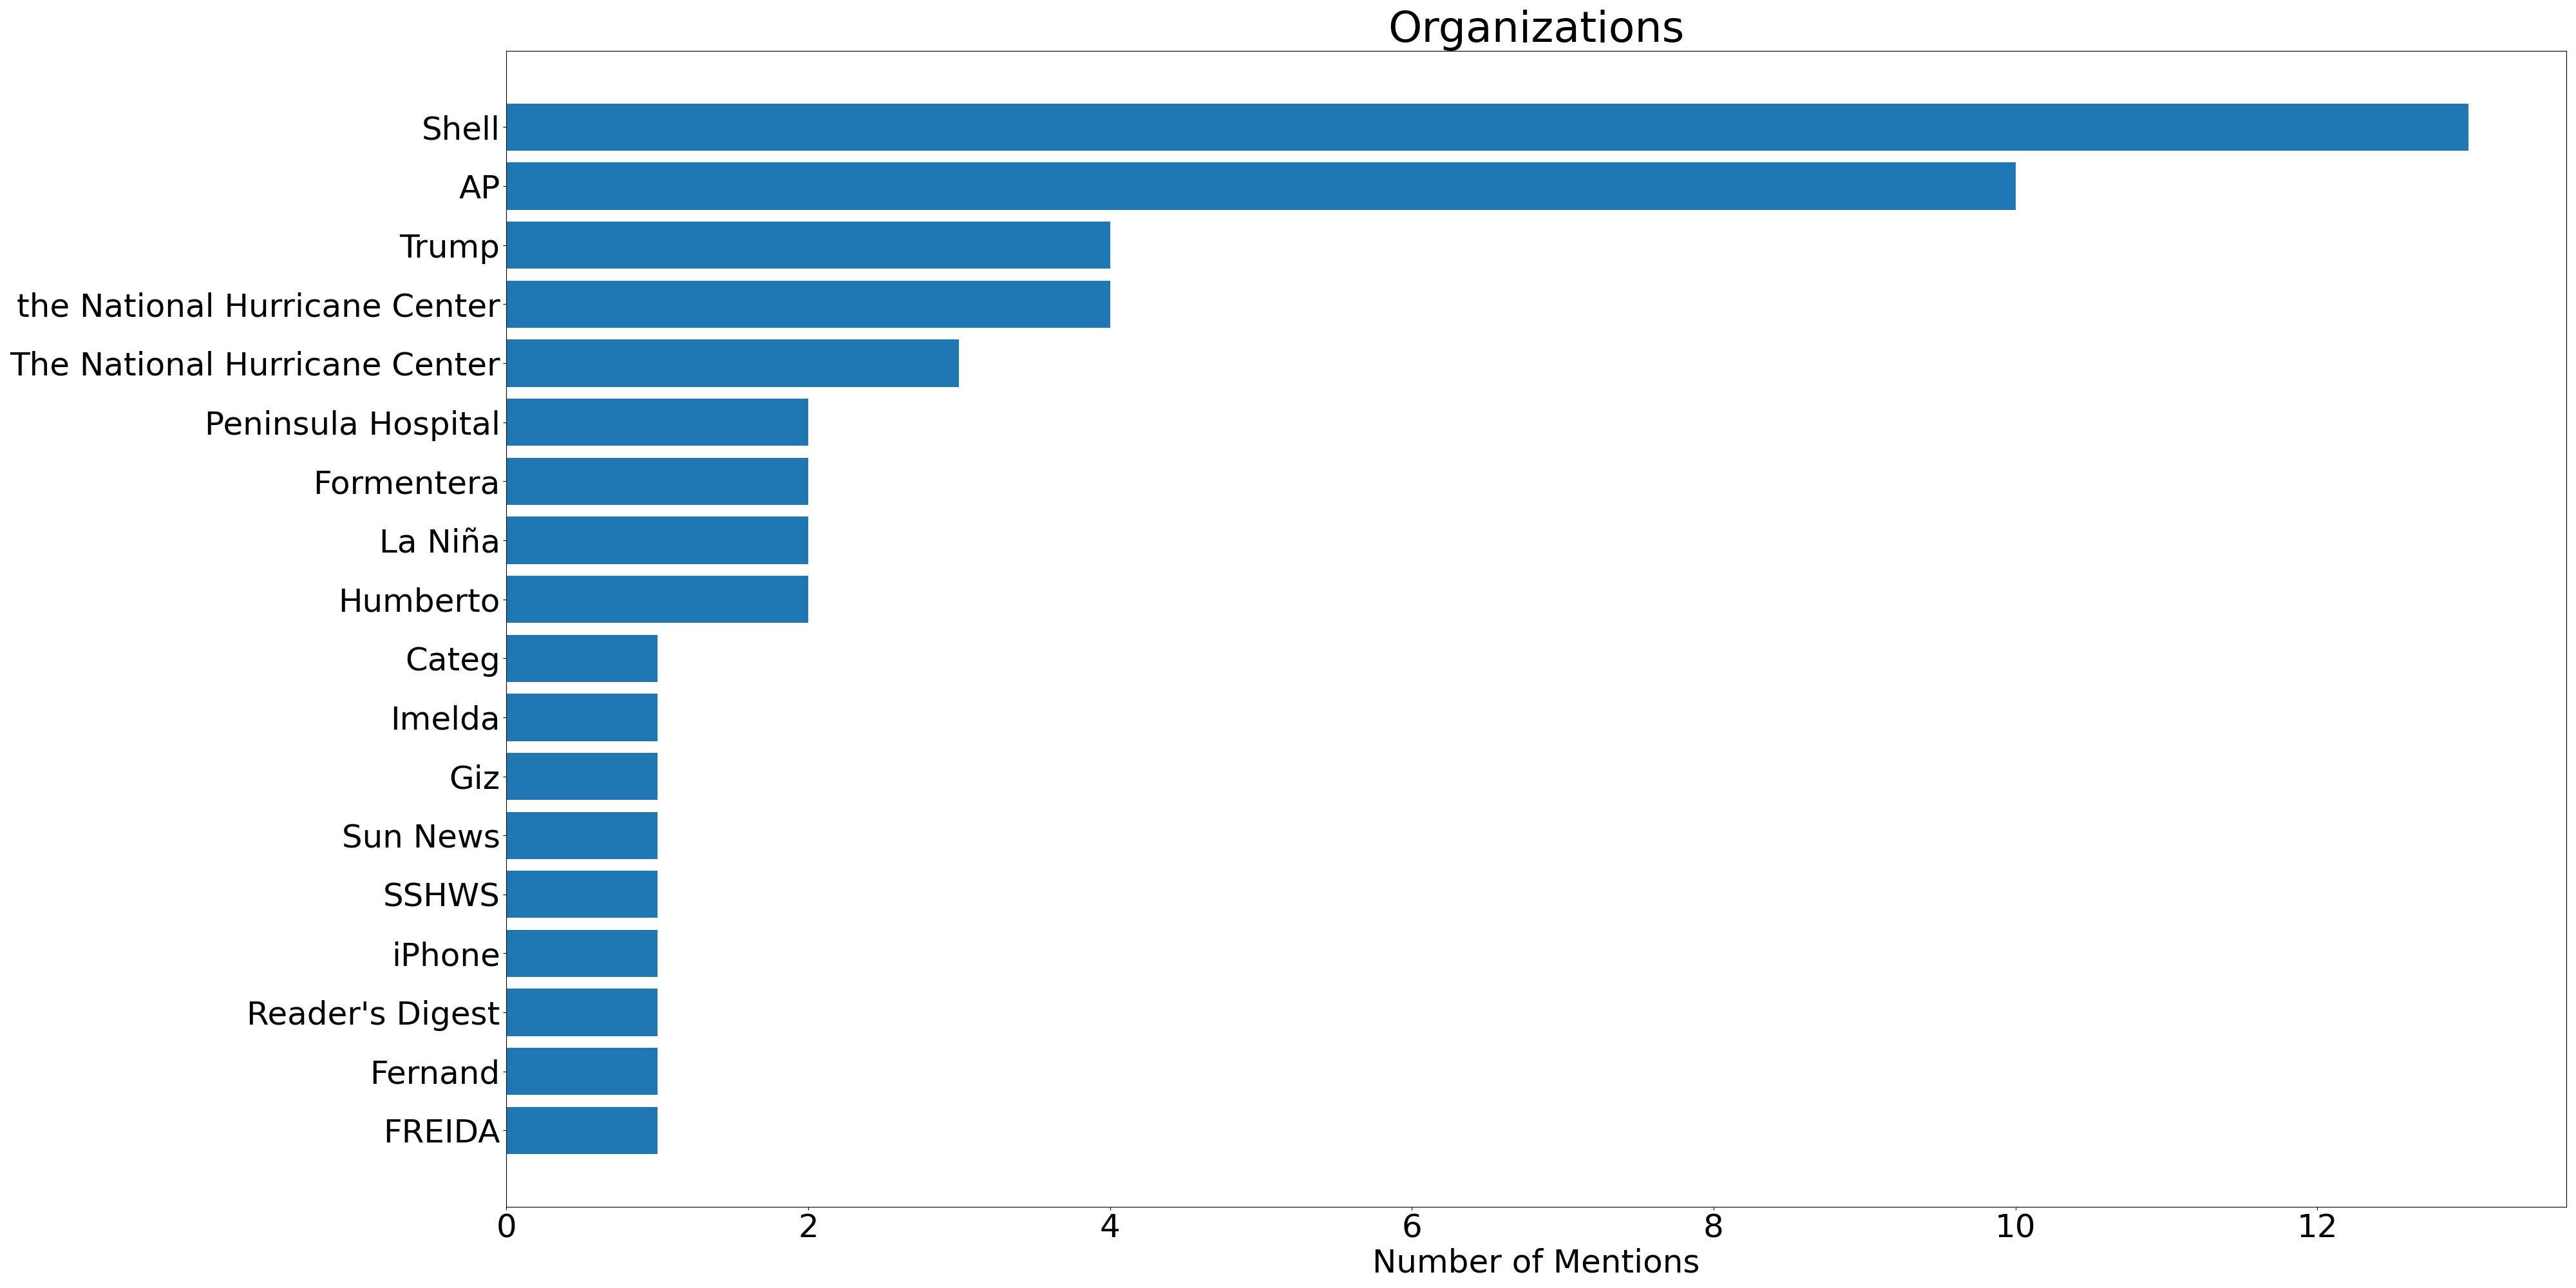 Organizations
Shell
AP
Trump
the National Hurricane Center
The National Hurricane Center
Peninsula Hospital
Formentera
La Niña
Humberto
Categ
Imelda
Giz
Sun News
SSHWS
iPhone
Reader's Digest
Fernand
FREIDA
0 2 4 6 8 10 12
Number of Mentions